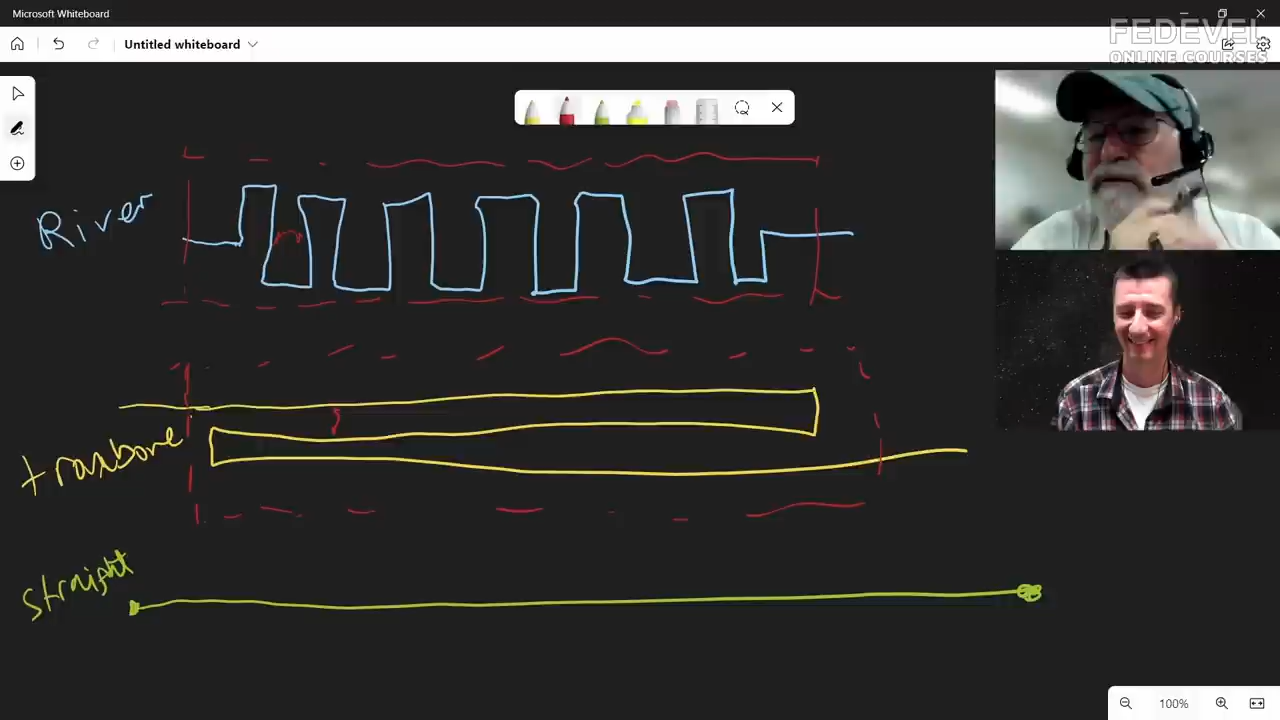 Microsoft Whiteboard
FEDEVEL
ONLINE COURSES
Untitled whiteboard
River
trombone
straight
100%